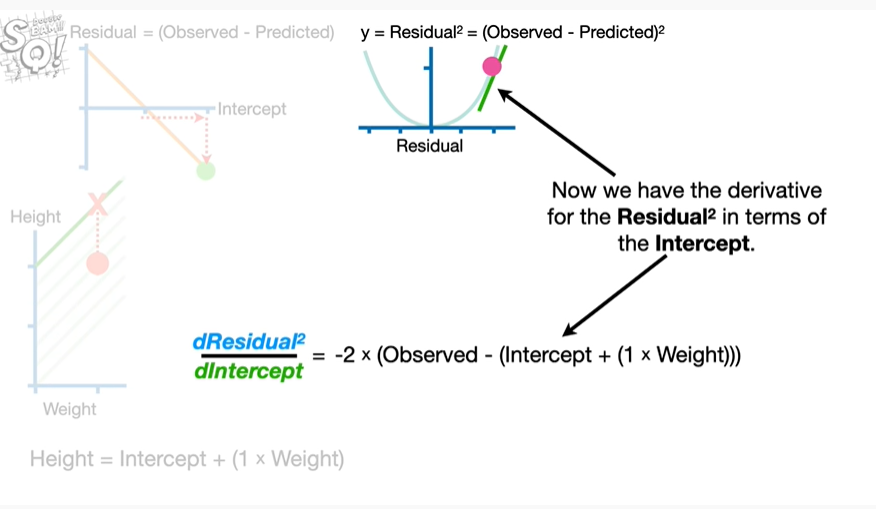 SQ!
Residual = (Observed - Predicted)
y = Residual² = (Observed - Predicted)²
Intercept
Residual
Now we have the derivative
for the Residual² in terms of
the Intercept.
Height
X
dResidual²
dIntercept
= -2 × (Observed - (Intercept + (1 × Weight)))
Weight
Height = Intercept + (1 × Weight)